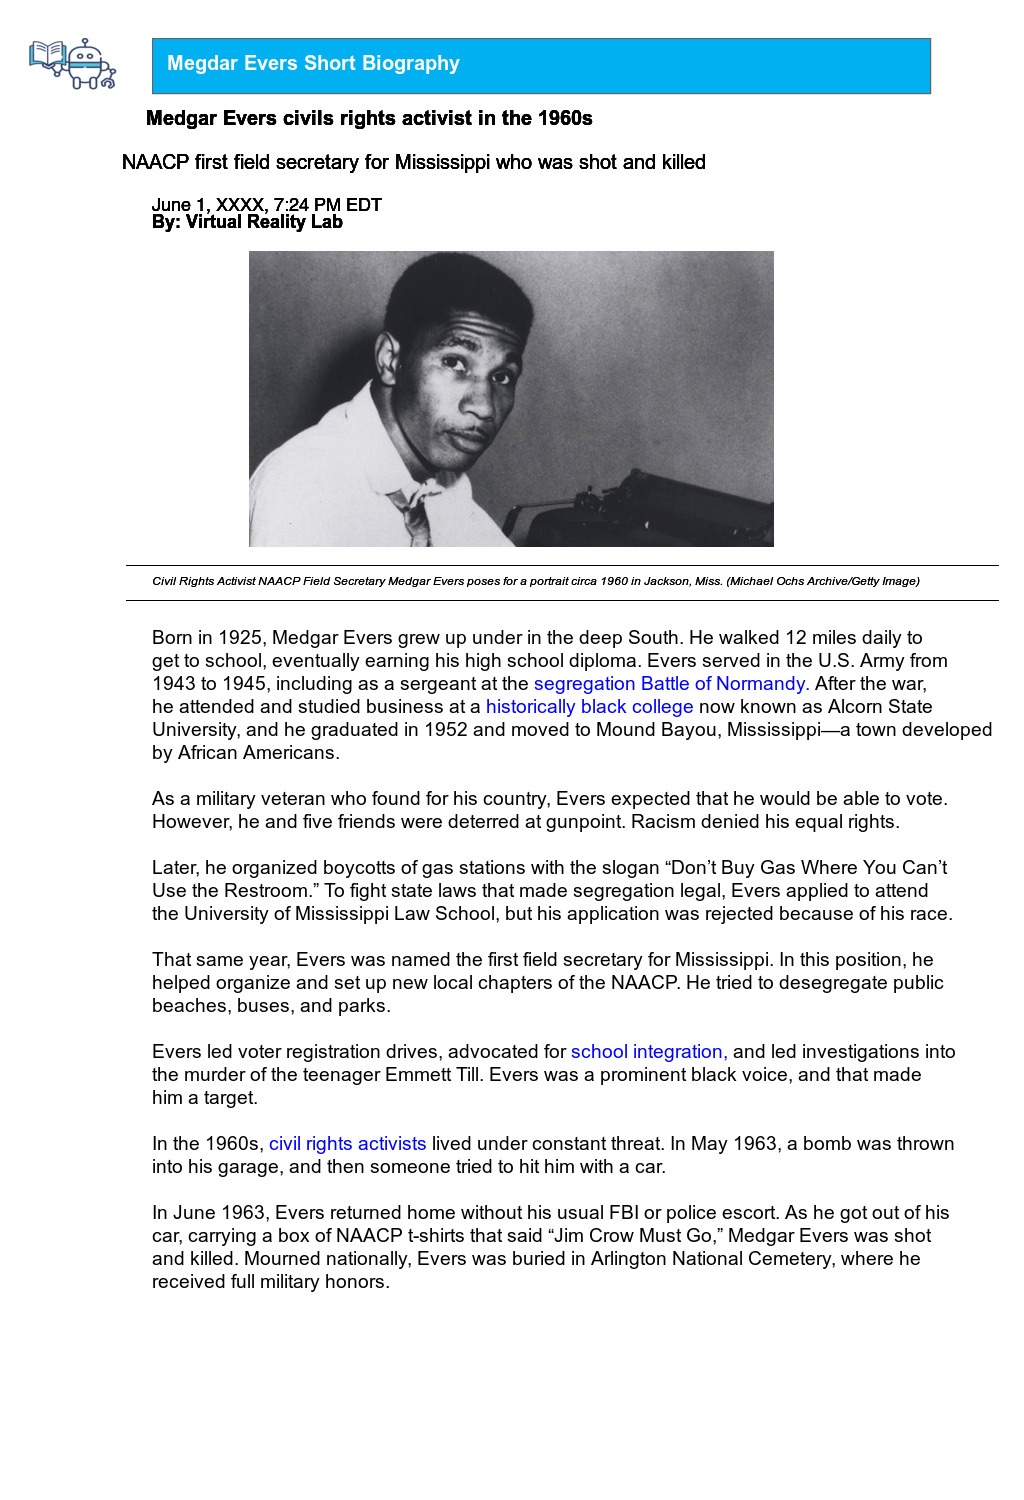 Megdar Evers Short Biography
Medgar Evers civils rights activist in the 1960s
NAACP first field secretary for Mississippi who was shot and killed
June 1, XXXX, 7:24 PM EDT
By: Virtual Reality Lab
Civil Rights Activist NAACP Field Secretary Medgar Evers poses for a portrait circa 1960 in Jackson, Miss. (Michael Ochs Archive/Getty Image)
Born in 1925, Medgar Evers grew up under in the deep South. He walked 12 miles daily to
get to school, eventually earning his high school diploma. Evers served in the U.S. Army from
1943 to 1945, including as a sergeant at the segregation Battle of Normandy. After the war,
he attended and studied business at a historically black college now known as Alcorn State
University, and he graduated in 1952 and moved to Mound Bayou, Mississippi—a town developed
by African Americans.
As a military veteran who found for his country, Evers expected that he would be able to vote.
However, he and five friends were deterred at gunpoint. Racism denied his equal rights.
Later, he organized boycotts of gas stations with the slogan “Don’t Buy Gas Where You Can’t
Use the Restroom.” To fight state laws that made segregation legal, Evers applied to attend
the University of Mississippi Law School, but his application was rejected because of his race.
That same year, Evers was named the first field secretary for Mississippi. In this position, he
helped organize and set up new local chapters of the NAACP. He tried to desegregate public
beaches, buses, and parks.
Evers led voter registration drives, advocated for school integration, and led investigations into
the murder of the teenager Emmett Till. Evers was a prominent black voice, and that made
him a target.
In the 1960s, civil rights activists lived under constant threat. In May 1963, a bomb was thrown
into his garage, and then someone tried to hit him with a car.
In June 1963, Evers returned home without his usual FBI or police escort. As he got out of his
car, carrying a box of NAACP t-shirts that said “Jim Crow Must Go,” Medgar Evers was shot
and killed. Mourned nationally, Evers was buried in Arlington National Cemetery, where he
received full military honors.